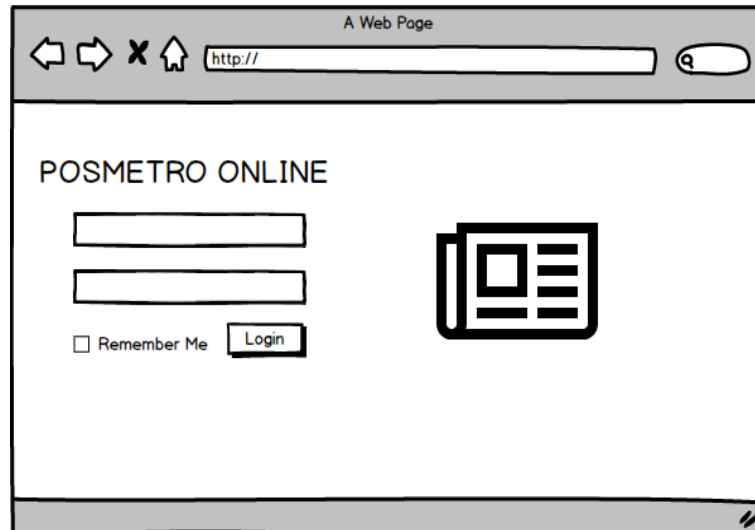 A Web Page
http://
POSMETRO ONLINE
Remember Me
Login